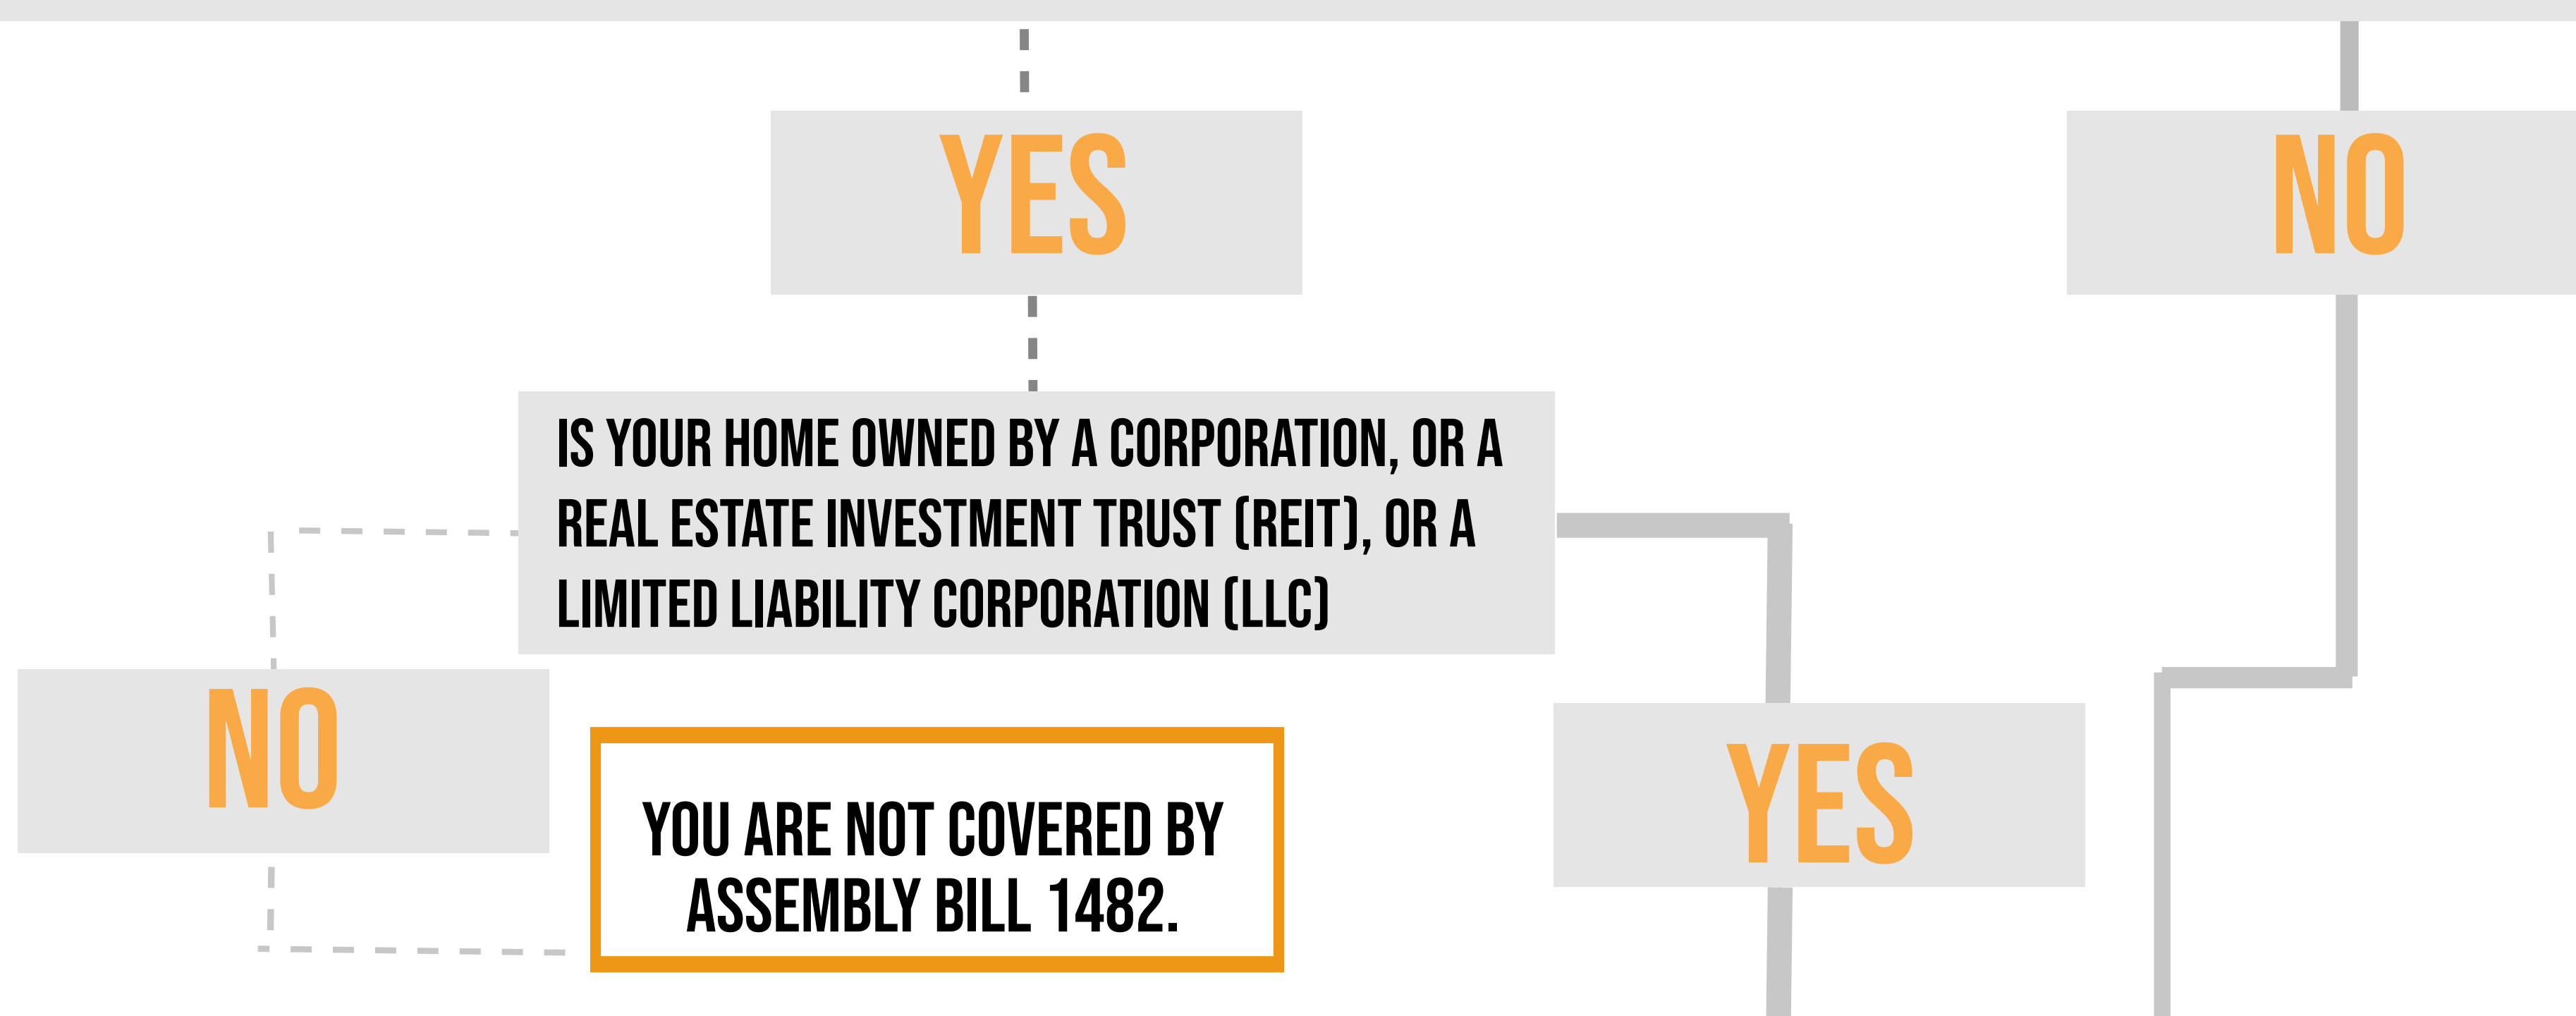 YES
NO
IS YOUR HOME OWNED BY A CORPORATION, OR A
REAL ESTATE INVESTMENT TRUST (REIT), OR A
LIMITED LIABILITY CORPORATION (LLC)
NO
YES
YOU ARE NOT COVERED BY
ASSEMBLY BILL 1482.